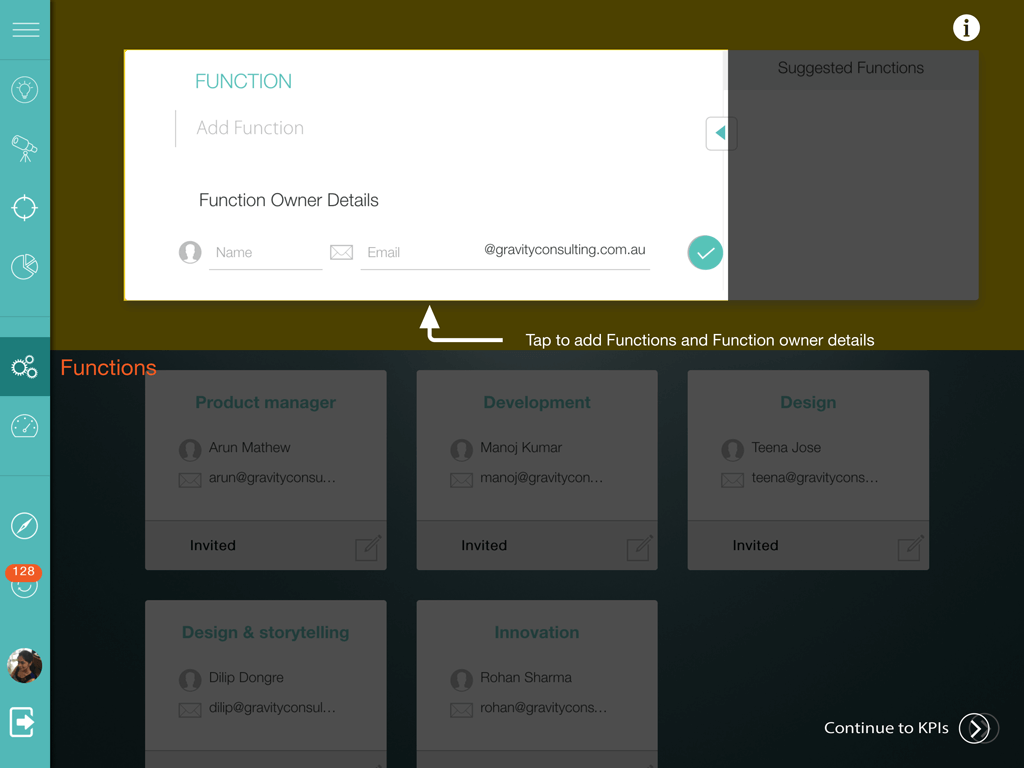 i
FUNCTION
Suggested Functions
Add Function
Function Owner Details
Name
Email
@gravityconsulting.com.au
Tap to add Functions and Function owner details
Functions
Product manager
Arun Mathew
arun@gravityconsu...
Invited
Development
Manoj Kumar
manoj@gravitycon...
Invited
Design
Teena Jose
teena@gravitycons...
Invited
128
Design & storytelling
Dilip Dongre
dilip@gravityconsul...
Innovation
Rohan Sharma
rohan@gravitycons...
Continue to KPIs